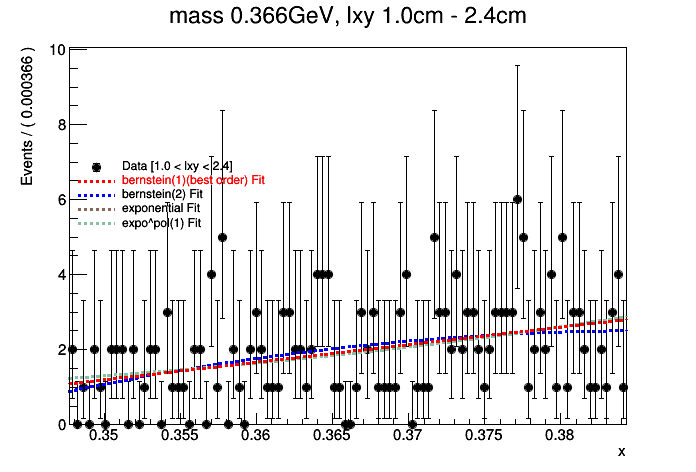 mass 0.366GeV, lxy 1.0cm - 2.4cm
Events / ( 0.000366 )
10
8
6
4
2
0
Data [1.0 < lxy < 2.4]
bernstein(1)(best order) Fit
bernstein(2) Fit
exponential Fit
expo^pol(1) Fit
0.35 0.355 0.36 0.365 0.37 0.375 0.38
x